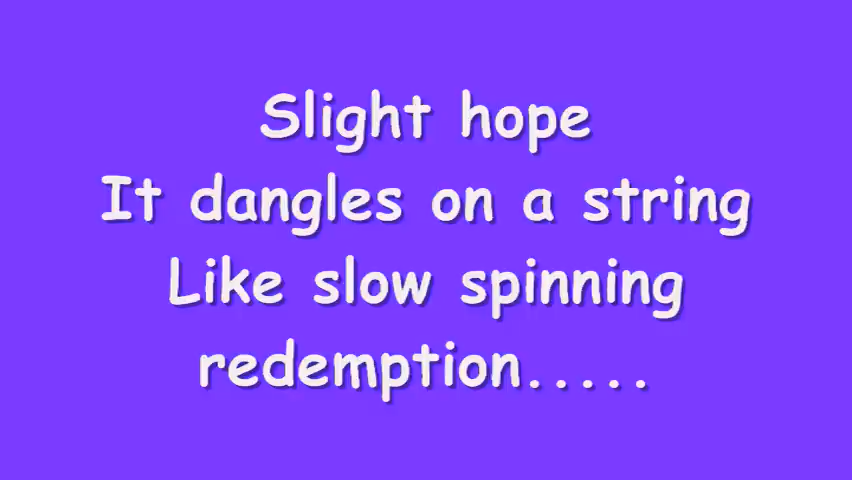 Slight hope
It dangles on a string
Like slow spinning
redemption.....